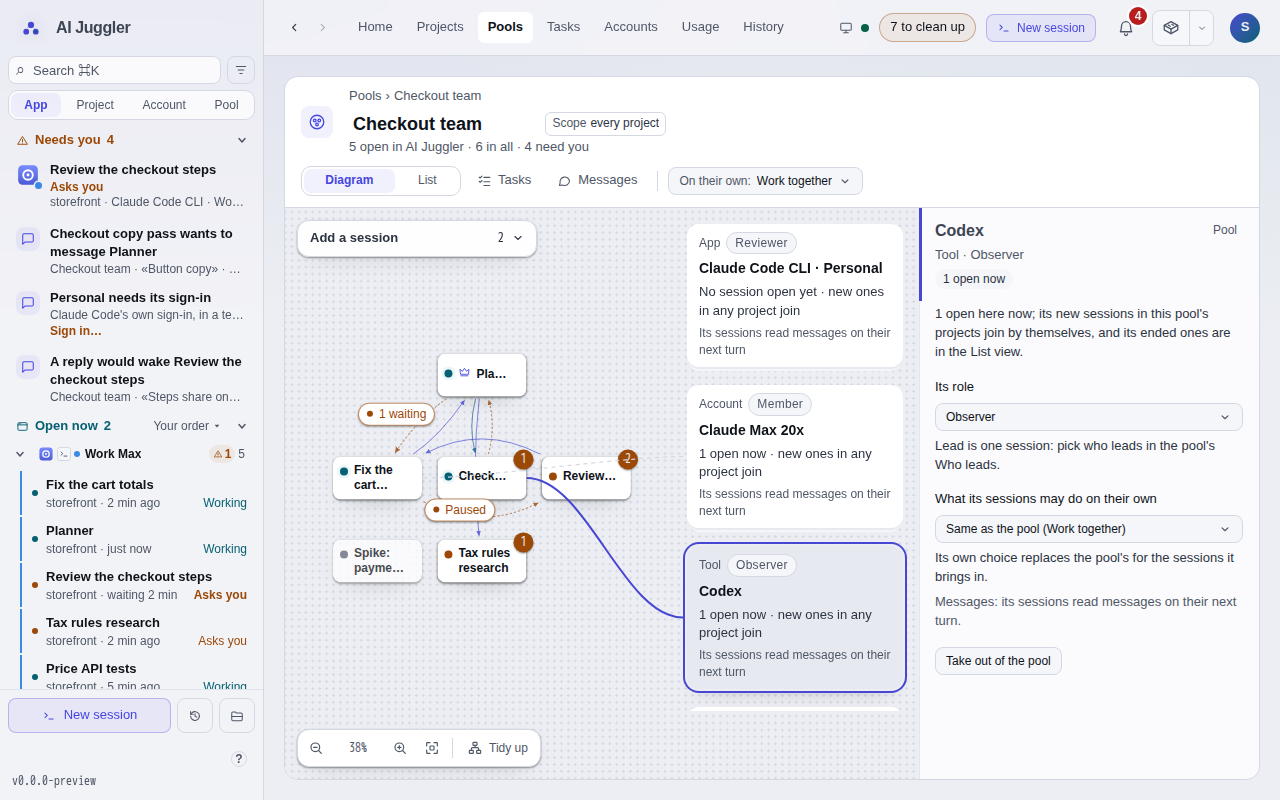 AI Juggler
Search ⌘K
App
Project
Account
Pool
Needs you 4
Review the checkout steps
Asks you
storefront · Claude Code CLI · Wo…
Checkout copy pass wants to
message Planner
Checkout team · «Button copy» · …
Personal needs its sign-in
Claude Code's own sign-in, in a te…
Sign in…
A reply would wake Review the
checkout steps
Checkout team · «Steps share on…
Open now 2
Your order
Work Max
1
5
Fix the cart totals
storefront · 2 min ago
Working
Planner
storefront · just now
Working
Review the checkout steps
storefront · waiting 2 min
Asks you
Tax rules research
storefront · 2 min ago
Asks you
Price API tests
storefront · 5 min ago
Working
New session
?
v0.0.0-preview
Home
Projects
Pools
Tasks
Accounts
Usage
History
7 to clean up
New session
4
S
Pools › Checkout team
Checkout team
Scope every project
5 open in AI Juggler · 6 in all · 4 need you
Diagram
List
Tasks
Messages
On their own: Work together
Add a session
2
Pla…
1 waiting
Fix the
cart…
Check…
1
Review…
2
Paused
Spike:
payme…
Tax rules
research
1
App
Reviewer
Claude Code CLI · Personal
No session open yet · new ones
in any project join
Its sessions read messages on their
next turn
Account
Member
Claude Max 20x
1 open now · new ones in any
project join
Its sessions read messages on their
next turn
Tool
Observer
Codex
1 open now · new ones in any
project join
Its sessions read messages on their
next turn
38%
Tidy up
Codex
Pool
Tool · Observer
1 open now
1 open here now; its new sessions in this pool's
projects join by themselves, and its ended ones are
in the List view.
Its role
Observer
Lead is one session: pick who leads in the pool's
Who leads.
What its sessions may do on their own
Same as the pool (Work together)
Its own choice replaces the pool's for the sessions it
brings in.
Messages: its sessions read messages on their next
turn.
Take out of the pool